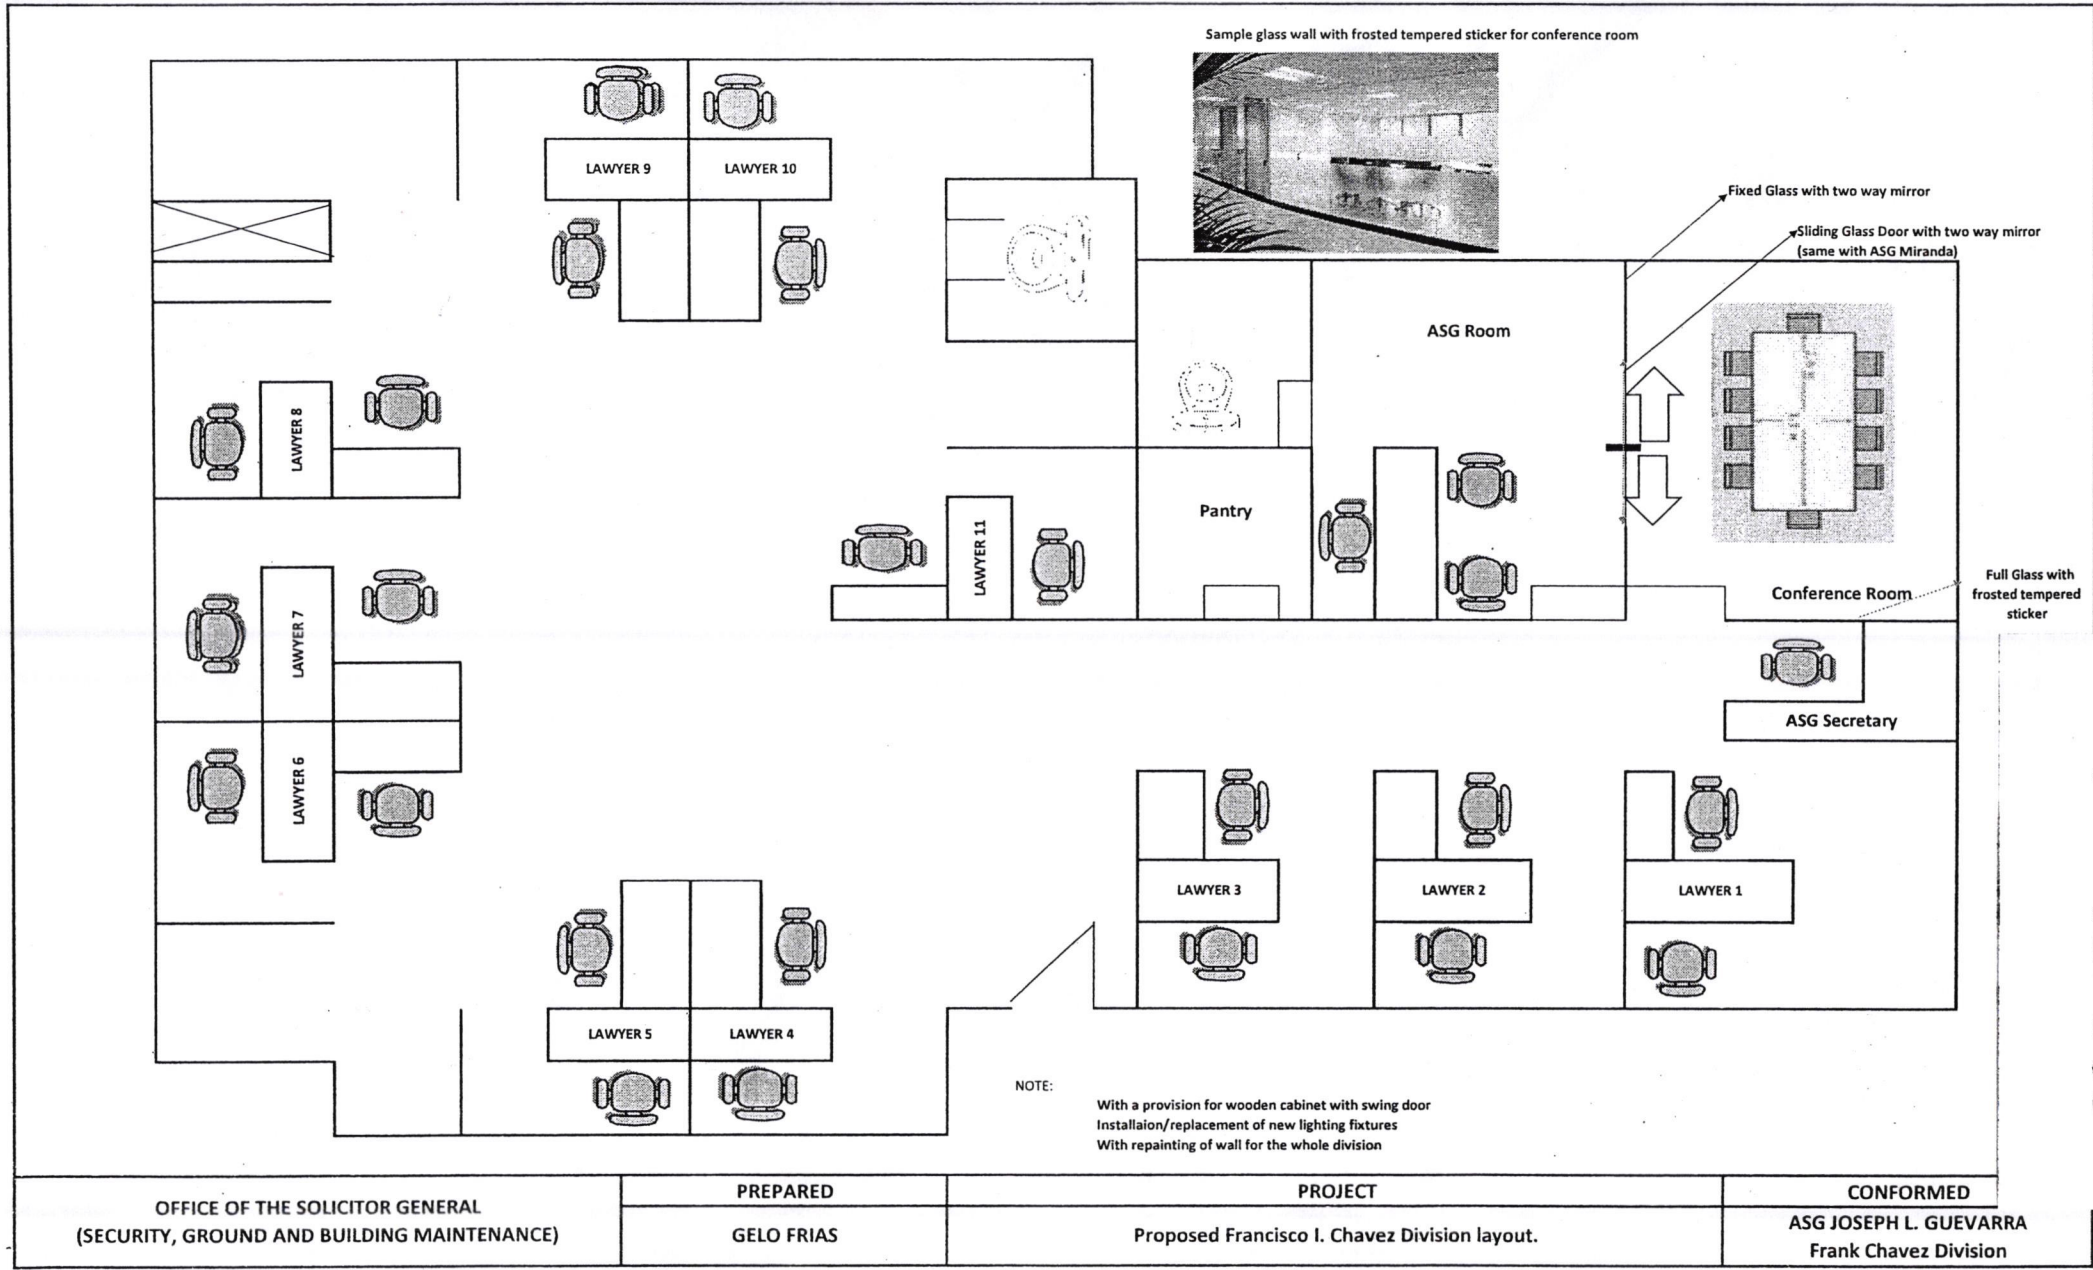 Sample glass wall with frosted tempered sticker for conference room
Fixed Glass with two way mirror
Sliding Glass Door with two way mirror
(same with ASG Miranda)
LAWYER 9
LAWYER 10
ASG Room
LAWYER 8
Pantry
LAWYER 11
Conference Room
Full Glass with
frosted tempered
sticker
LAWYER 7
ASG Secretary
LAWYER 6
LAWYER 3
LAWYER 2
LAWYER 1
LAWYER 5
LAWYER 4
NOTE:
With a provision for wooden cabinet with swing door
Installaion/replacement of new lighting fixtures
With repainting of wall for the whole division
OFFICE OF THE SOLICITOR GENERAL
(SECURITY, GROUND AND BUILDING MAINTENANCE)
PREPARED
GELO FRIAS
PROJECT
Proposed Francisco I. Chavez Division layout.
CONFORMED
ASG JOSEPH L. GUEVARRA
Frank Chavez Division